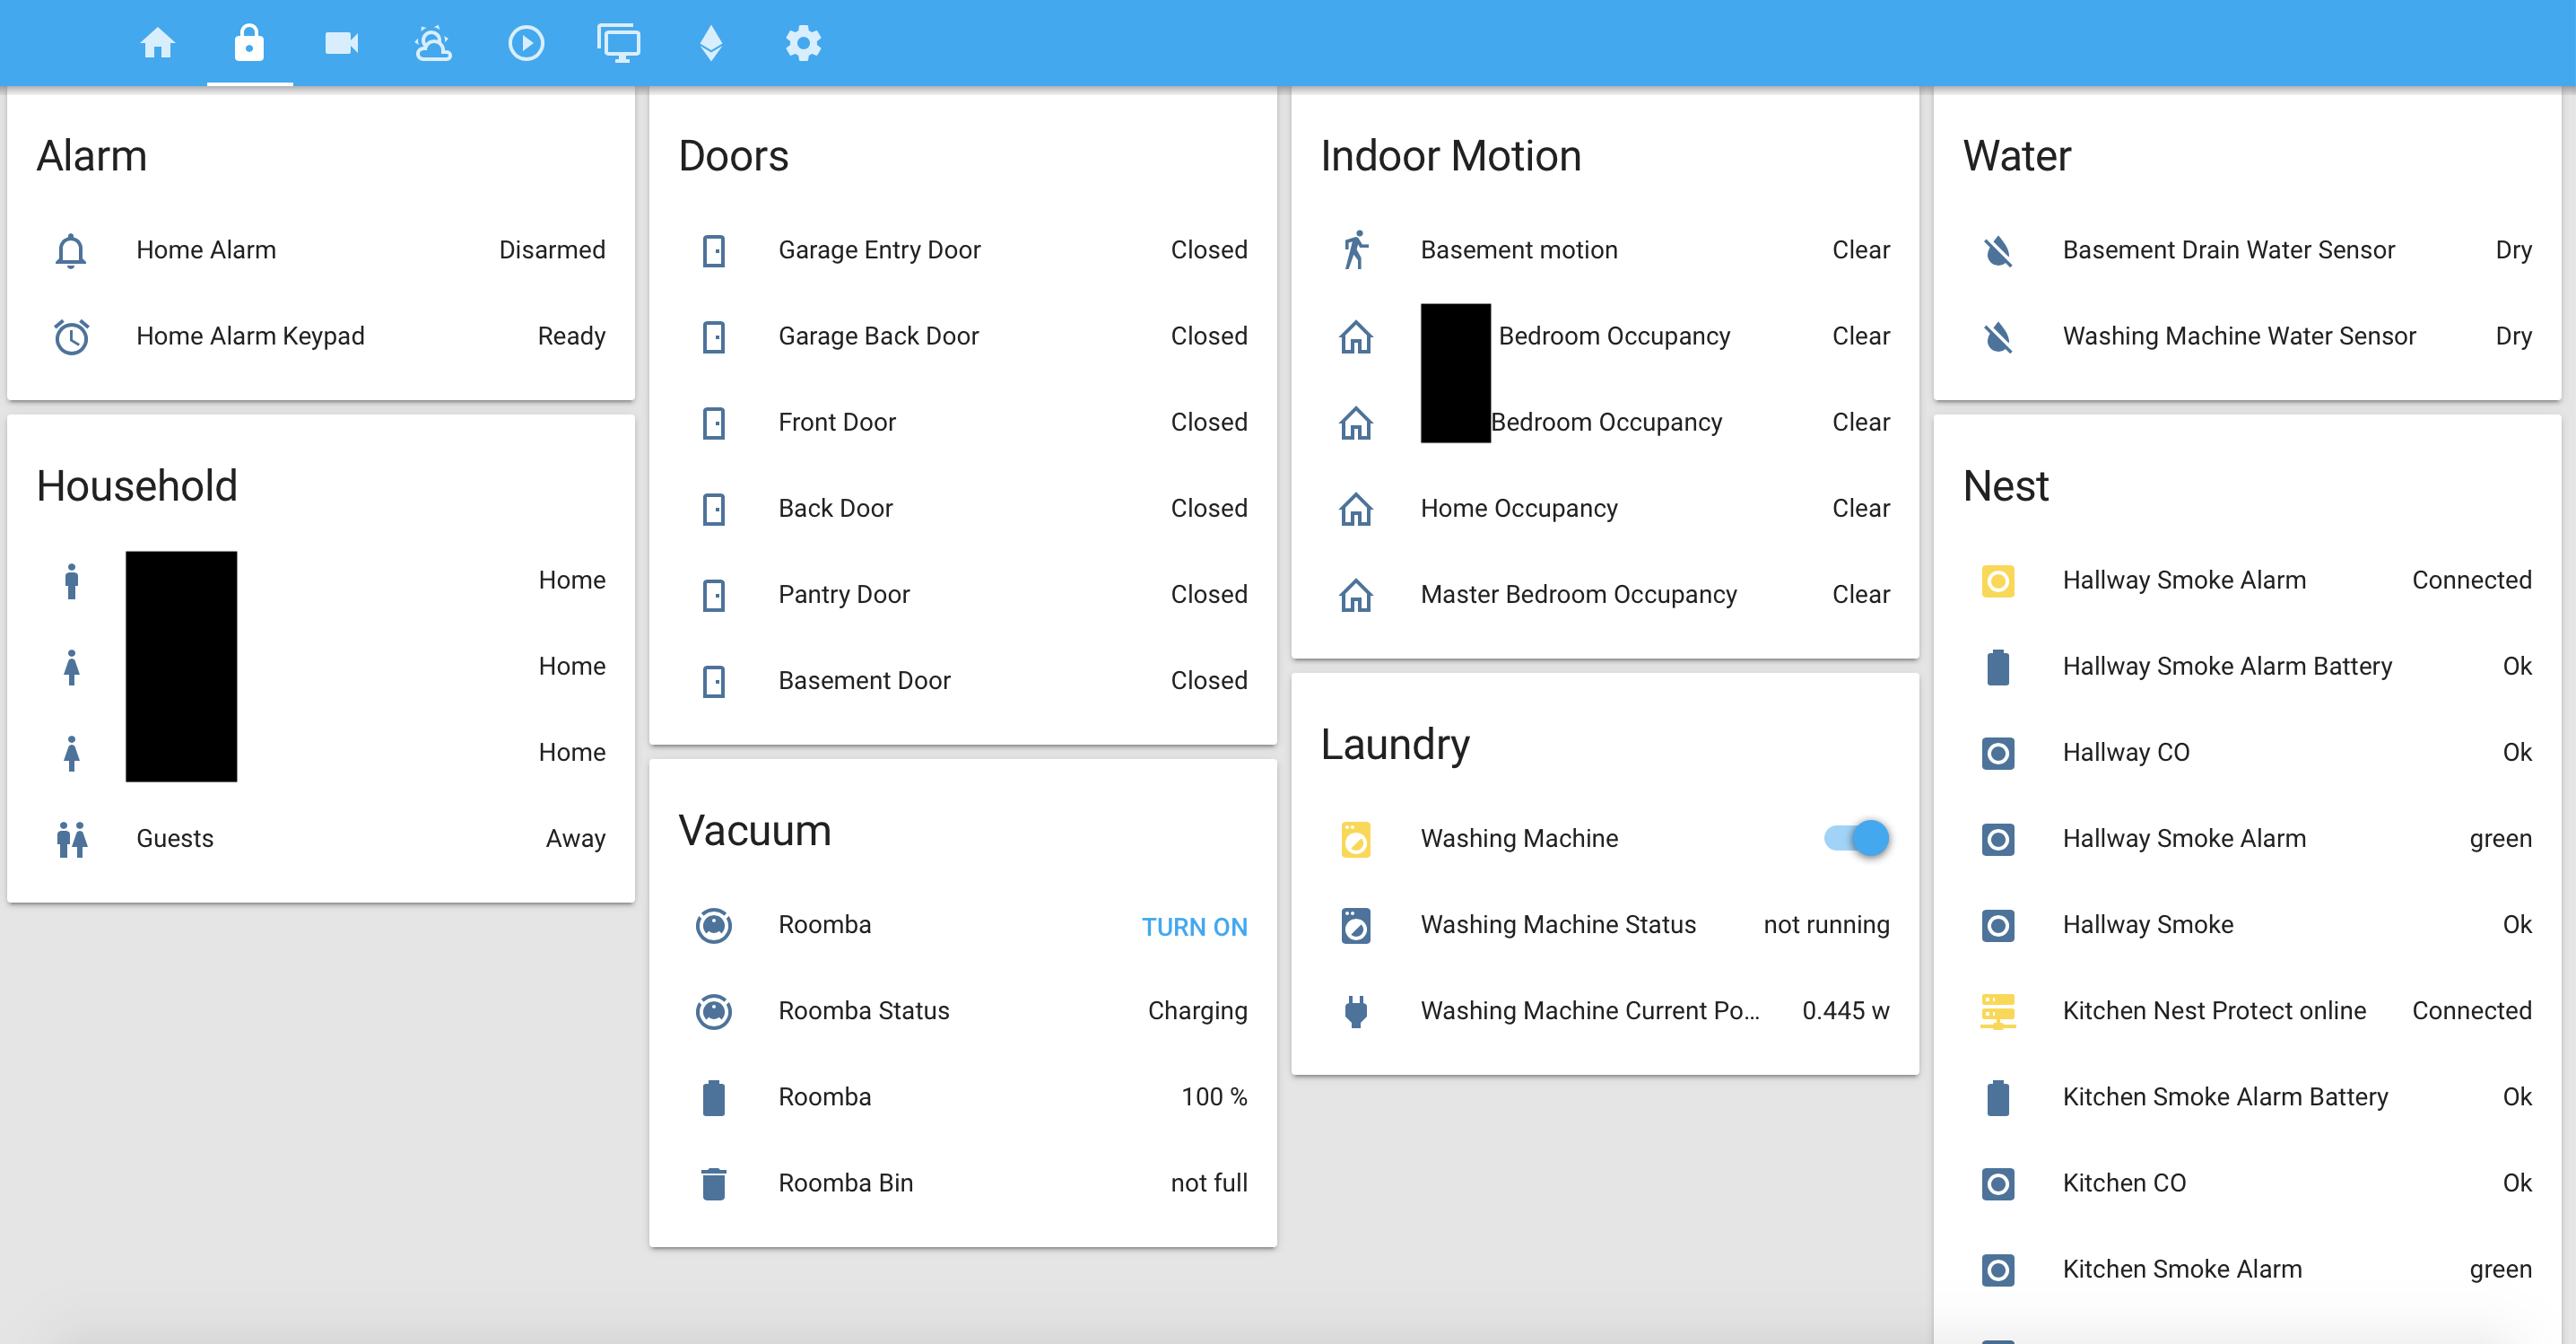 Alarm
Home Alarm Disarmed
Home Alarm Keypad Ready
Household
Home
Home
Home
Guests Away
Doors
Garage Entry Door Closed
Garage Back Door Closed
Front Door Closed
Back Door Closed
Pantry Door Closed
Basement Door Closed
Vacuum
Roomba TURN ON
Roomba Status Charging
Roomba 100 %
Roomba Bin not full
Indoor Motion
Basement motion Clear
Bedroom Occupancy Clear
Bedroom Occupancy Clear
Home Occupancy Clear
Master Bedroom Occupancy Clear
Laundry
Washing Machine
Washing Machine Status not running
Washing Machine Current Po... 0.445 w
Water
Basement Drain Water Sensor Dry
Washing Machine Water Sensor Dry
Nest
Hallway Smoke Alarm Connected
Hallway Smoke Alarm Battery Ok
Hallway CO Ok
Hallway Smoke Alarm green
Hallway Smoke Ok
Kitchen Nest Protect online Connected
Kitchen Smoke Alarm Battery Ok
Kitchen CO Ok
Kitchen Smoke Alarm green